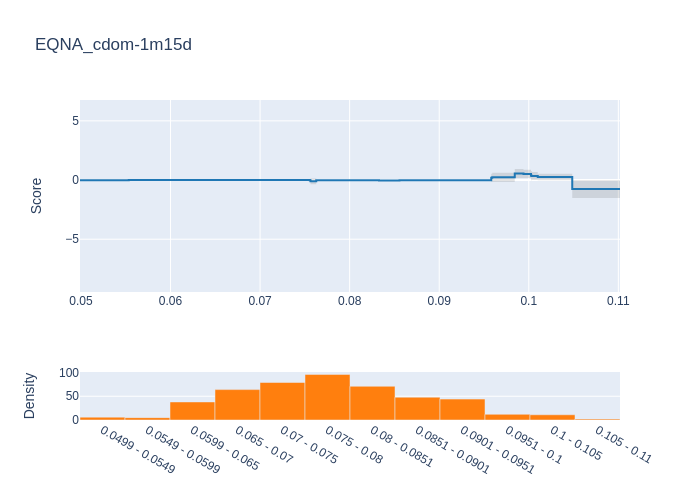 EQNA_cdom-1m15d
Score
5
0
−5
0.05 0.06 0.07 0.08 0.09 0.1 0.11
Density
100
50
0
0.0499 - 0.0549
0.0549 - 0.0599
0.0599 - 0.065
0.065 - 0.07
0.07 - 0.075
0.075 - 0.08
0.08 - 0.0851
0.0851 - 0.0901
0.0901 - 0.0951
0.0951 - 0.1
0.1 - 0.105
0.105 - 0.11